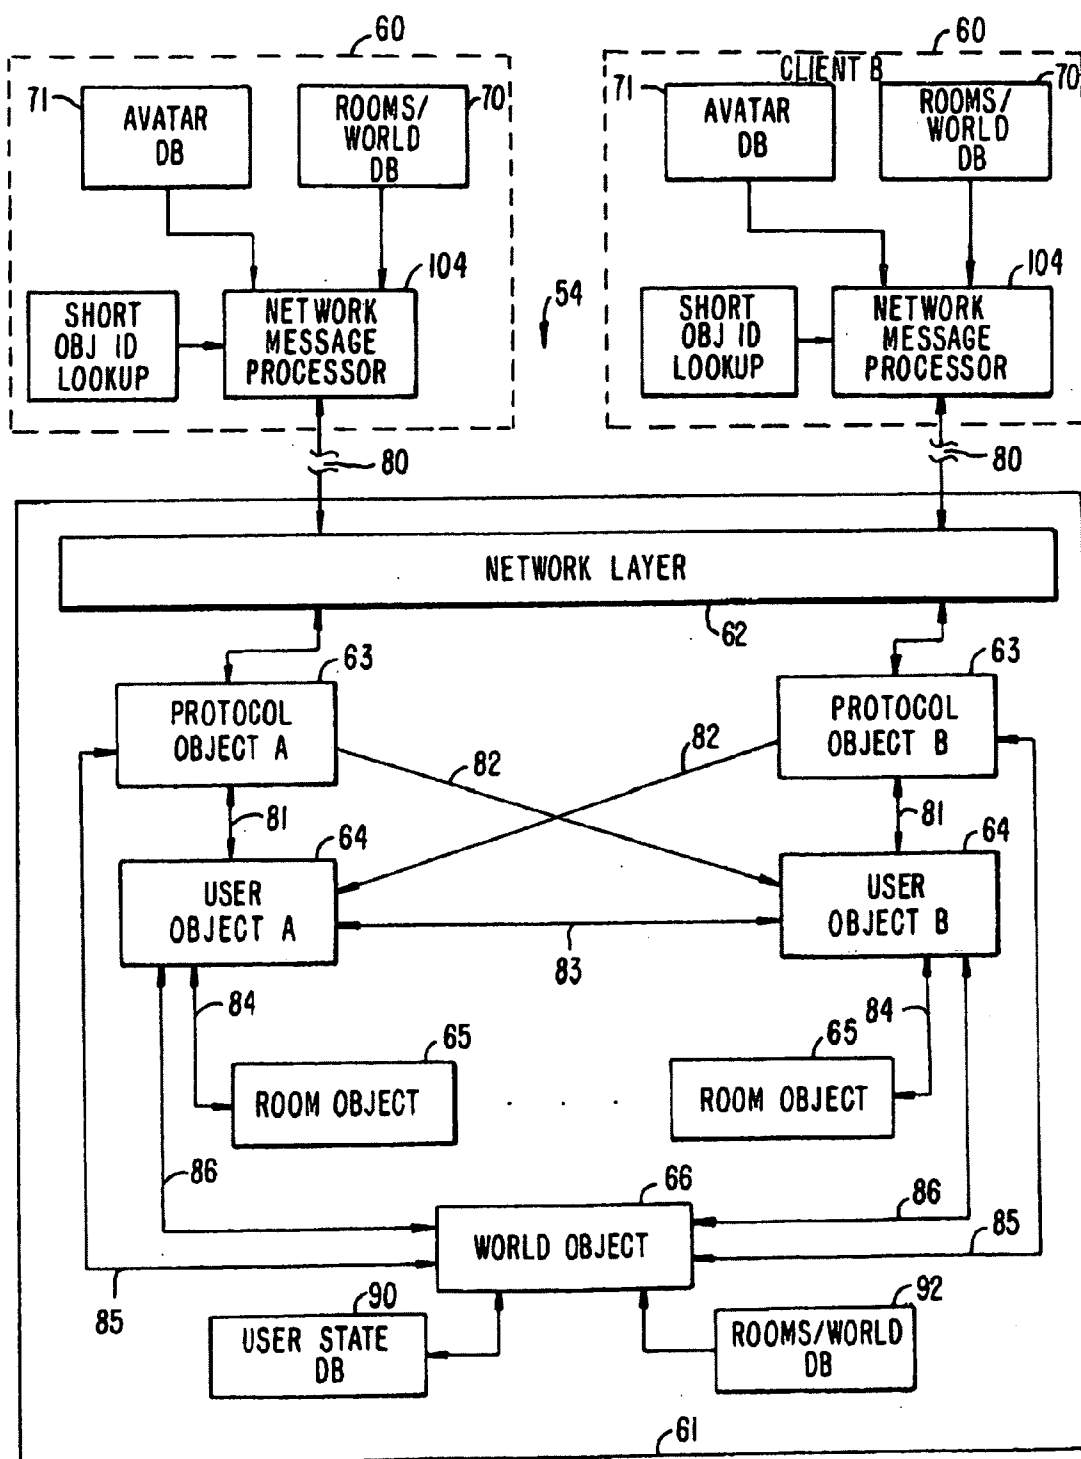 60
60
CLIENT B
71
AVATAR
DB
ROOMS/
WORLD
DB
70
71
AVATAR
DB
ROOMS/
WORLD
DB
70
104
SHORT
OBJ ID
LOOKUP
NETWORK
MESSAGE
PROCESSOR
54
104
SHORT
OBJ ID
LOOKUP
NETWORK
MESSAGE
PROCESSOR
80
80
NETWORK LAYER
62
63
PROTOCOL
OBJECT A
63
PROTOCOL
OBJECT B
82
82
81
81
64
USER
OBJECT A
64
USER
OBJECT B
83
84
84
65
ROOM OBJECT
. . . .
65
ROOM OBJECT
86
66
WORLD OBJECT
86
85
85
90
USER STATE
DB
92
ROOMS/WORLD
DB
61